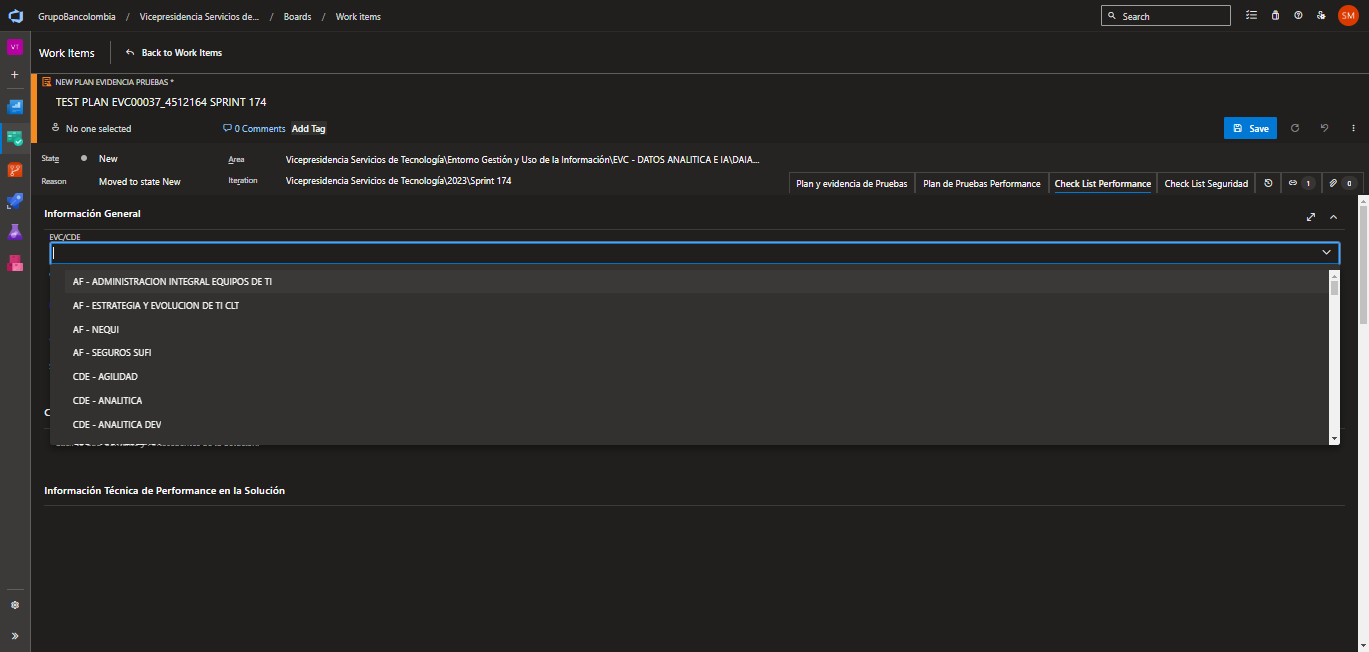 GrupoBancolombia / Vicepresidencia Servicios de... / Boards / Work items
Search
SM
VT
Work Items
Back to Work Items
NEW PLAN EVIDENCIA PRUEBAS *
TEST PLAN EVC00037_4512164 SPRINT 174
No one selected
0 Comments
Add Tag
Save
State
New
Area
Vicepresidencia Servicios de Tecnología\Entorno Gestión y Uso de la Información\EVC - DATOS ANALITICA E IA\DAIA...
Reason
Moved to state New
Iteration
Vicepresidencia Servicios de Tecnología\2023\Sprint 174
Plan y evidencia de Pruebas
Plan de Pruebas Performance
Check List Performance
Check List Seguridad
1
0
Información General
EVC/CDE
AF - ADMINISTRACION INTEGRAL EQUIPOS DE TI
AF - ESTRATEGIA Y EVOLUCION DE TI CLT
AF - NEQUI
AF - SEGUROS SUFI
CDE - AGILIDAD
CDE - ANALITICA
CDE - ANALITICA DEV
Información Técnica de Performance en la Solución